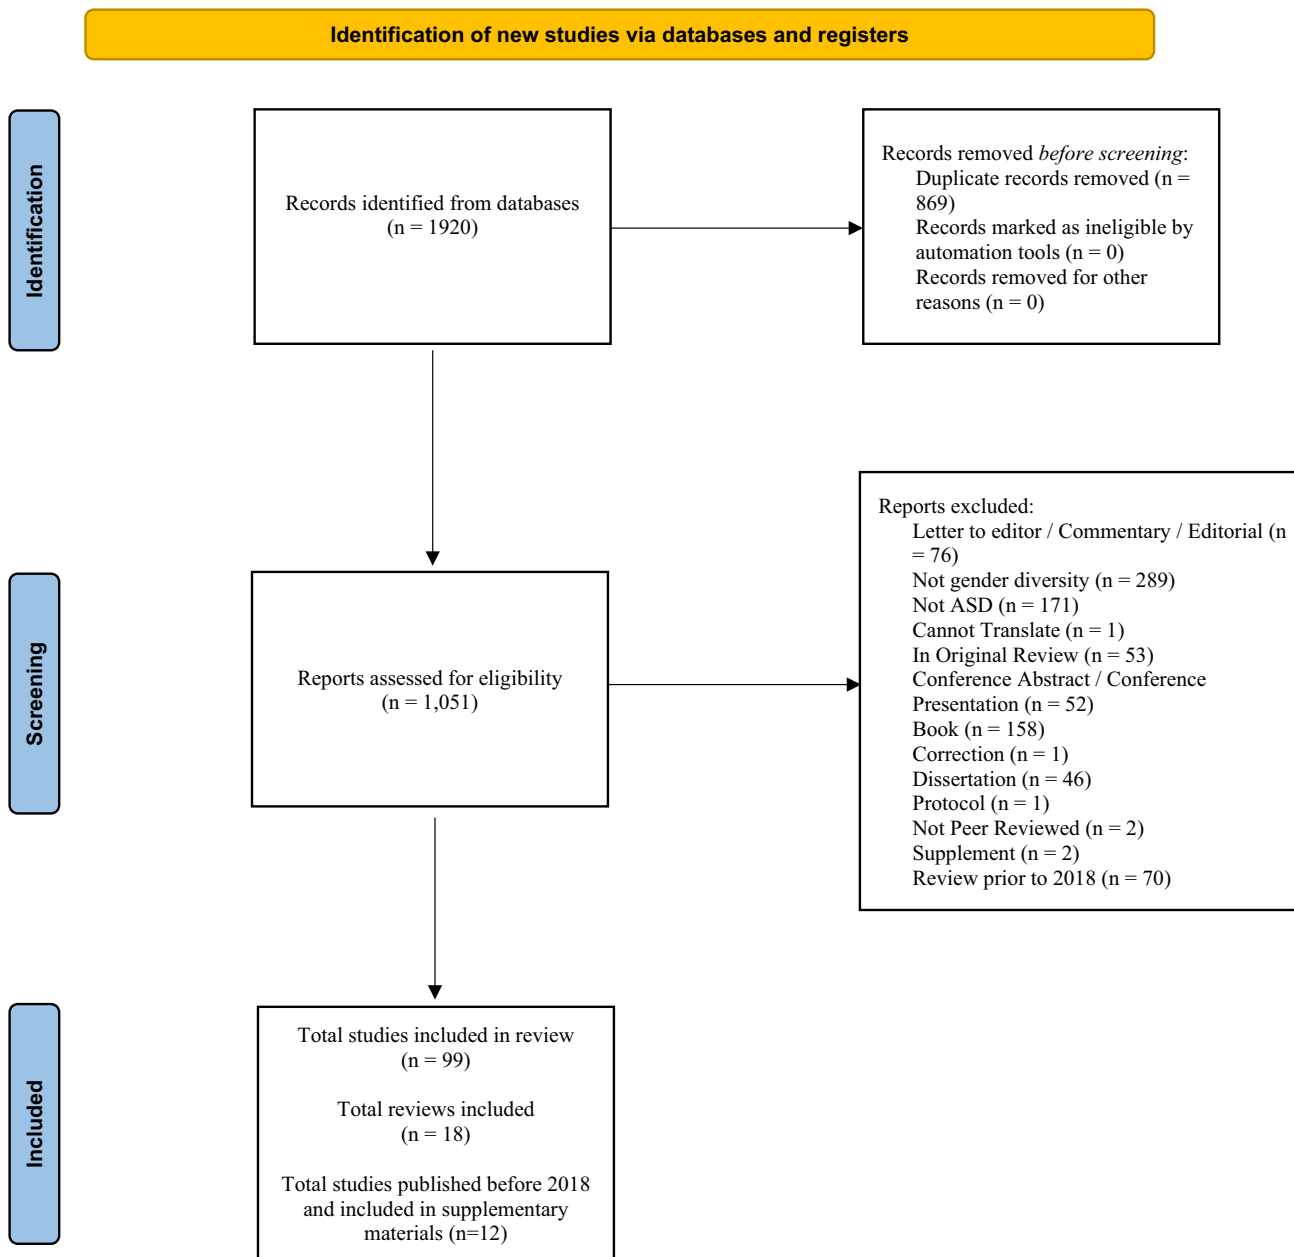 Identification of new studies via databases and registers
Identification
Records identified from databases
(n = 1920)
Records removed before screening:
Duplicate records removed (n =
869)
Records marked as ineligible by
automation tools (n = 0)
Records removed for other
reasons (n = 0)
Screening
Reports assessed for eligibility
(n = 1,051)
Reports excluded:
Letter to editor / Commentary / Editorial (n
= 76)
Not gender diversity (n = 289)
Not ASD (n = 171)
Cannot Translate (n = 1)
In Original Review (n = 53)
Conference Abstract / Conference
Presentation (n = 52)
Book (n = 158)
Correction (n = 1)
Dissertation (n = 46)
Protocol (n = 1)
Not Peer Reviewed (n = 2)
Supplement (n = 2)
Review prior to 2018 (n = 70)
Included
Total studies included in review
(n = 99)
Total reviews included
(n = 18)
Total studies published before 2018
and included in supplementary
materials (n=12)